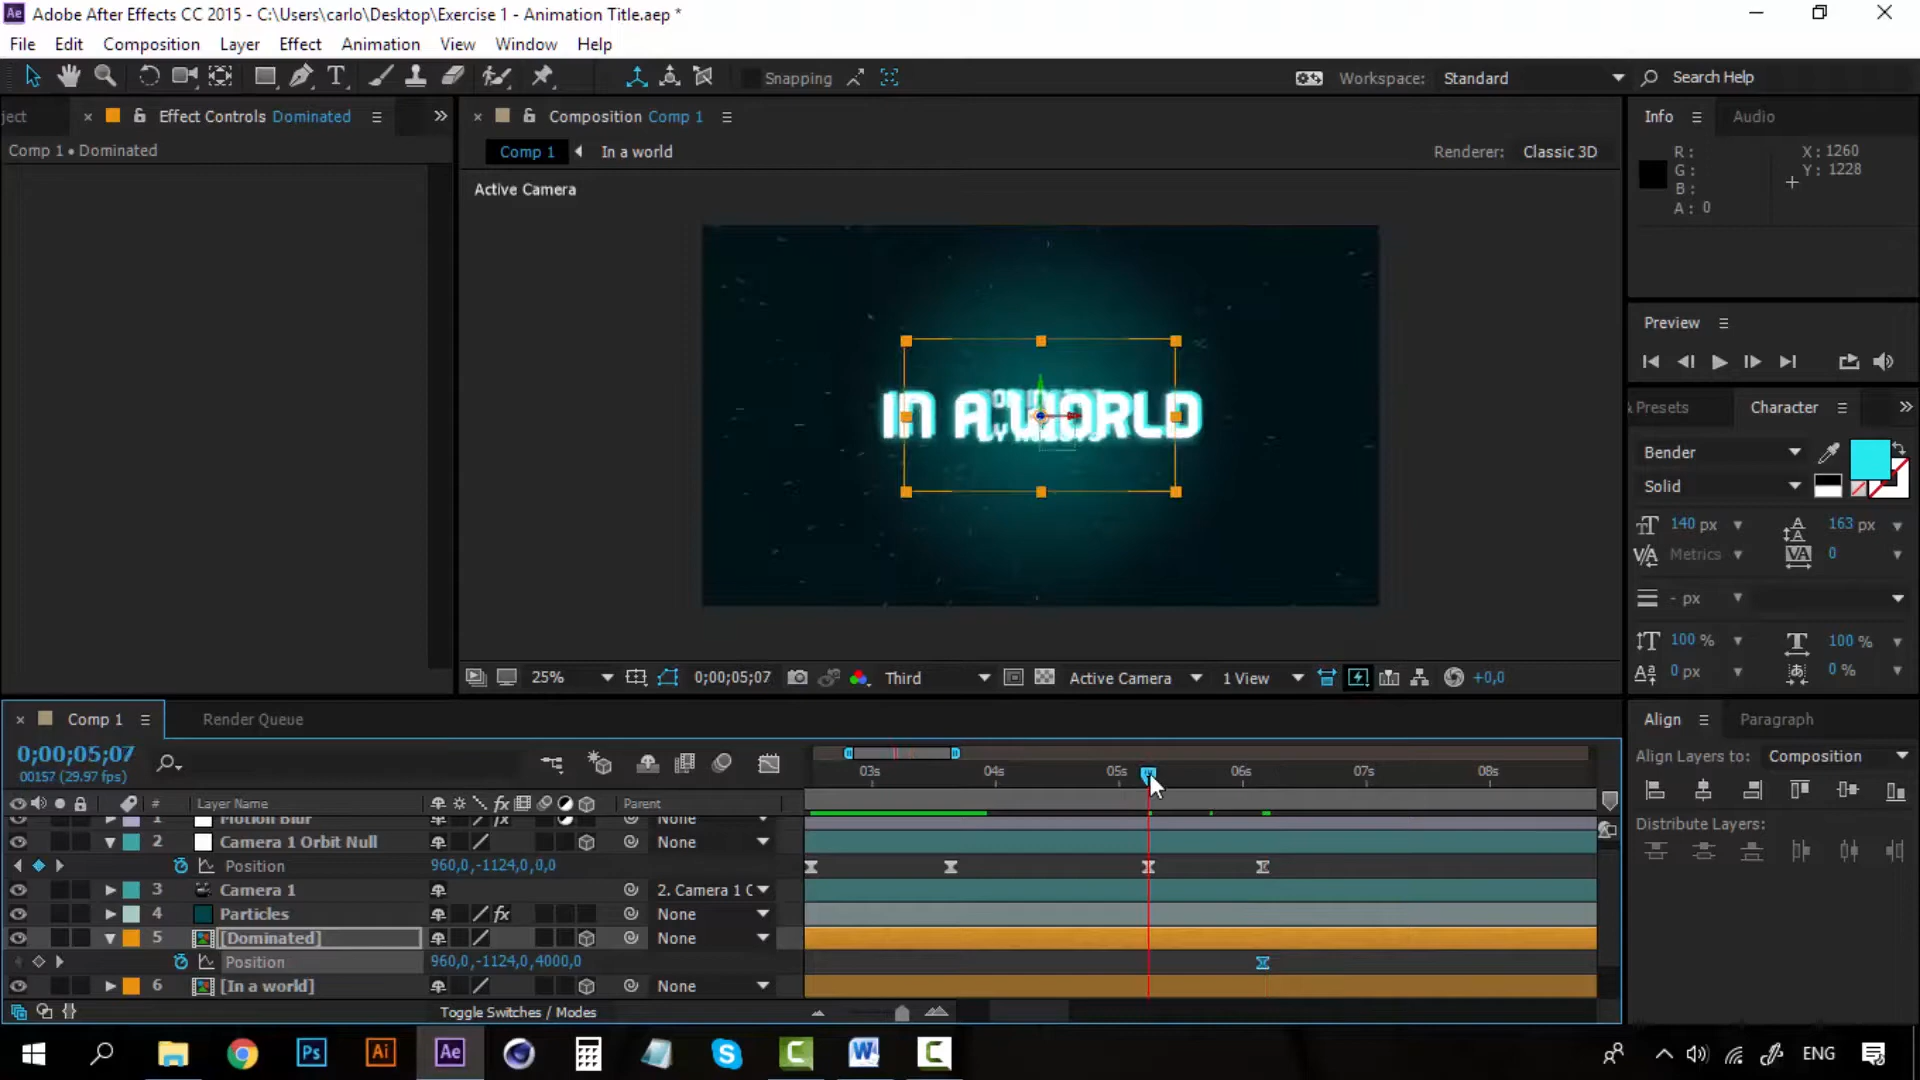 Adobe After Effects CC 2015 - C:\Users\carlo\Desktop\Exercise 1 - Animation Title.aep *
File Edit Composition Layer Effect Animation View Window Help
Snapping Workspace: Standard Search Help
ject Effect Controls Dominated
Composition Comp 1
Info Audio
Comp 1 • Dominated
Comp 1 In a world Renderer: Classic 3D
R: X: 1260
G: Y: 1228
B:
A: 0
Active Camera
Preview
IN A WORLD
& Presets Character
Bender
Solid
140 px 163 px
Metrics 0
- px
100 % 100 %
0 px 0 %
25% 0;00;05;07 Third Active Camera 1 View +0,0
Comp 1 Render Queue
Align Paragraph
0;00;05;07
00157 (29.97 fps)
03s 04s 05s 06s 07s 08s
Align Layers to: Composition
# Layer Name fx Parent
Distribute Layers:
1 Motion Blur fx None
2 Camera 1 Orbit Null None
Position 960,0,-1124,0,0,0
3 Camera 1 2. Camera 1 O
4 Particles fx None
5 [Dominated] None
Position 960,0,-1124,0,4000,0
6 [In a world] None
Toggle Switches / Modes
Ps Ai Ae ENG